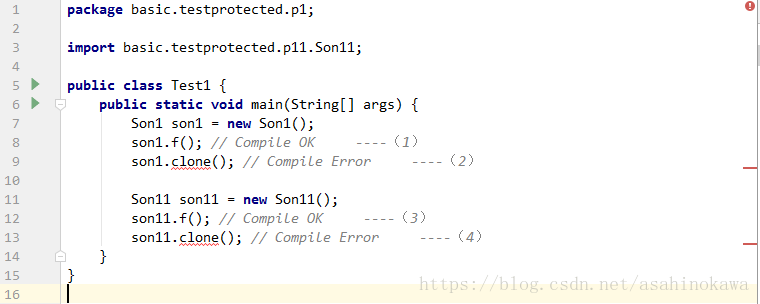 1 package basic.testprotected.p1;
2
3 import basic.testprotected.p11.Son11;
4
5 public class Test1 {
6     public static void main(String[] args) {
7         Son1 son1 = new Son1();
8         son1.f(); // Compile OK     ----（1）
9         son1.clone(); // Compile Error     ----（2）
10
11         Son11 son11 = new Son11();
12         son11.f(); // Compile OK     ----（3）
13         son11.clone(); // Compile Error     ----（4）
14     }
15 }
16
https://blog.csdn.net/asahinokawa